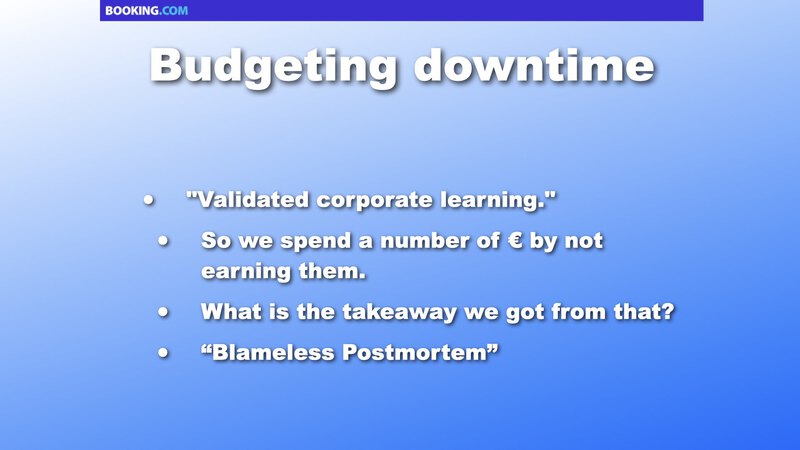 BOOKING.COM
Budgeting downtime
• "Validated corporate learning."
• So we spend a number of € by not
earning them.
• What is the takeaway we got from that?
• “Blameless Postmortem”